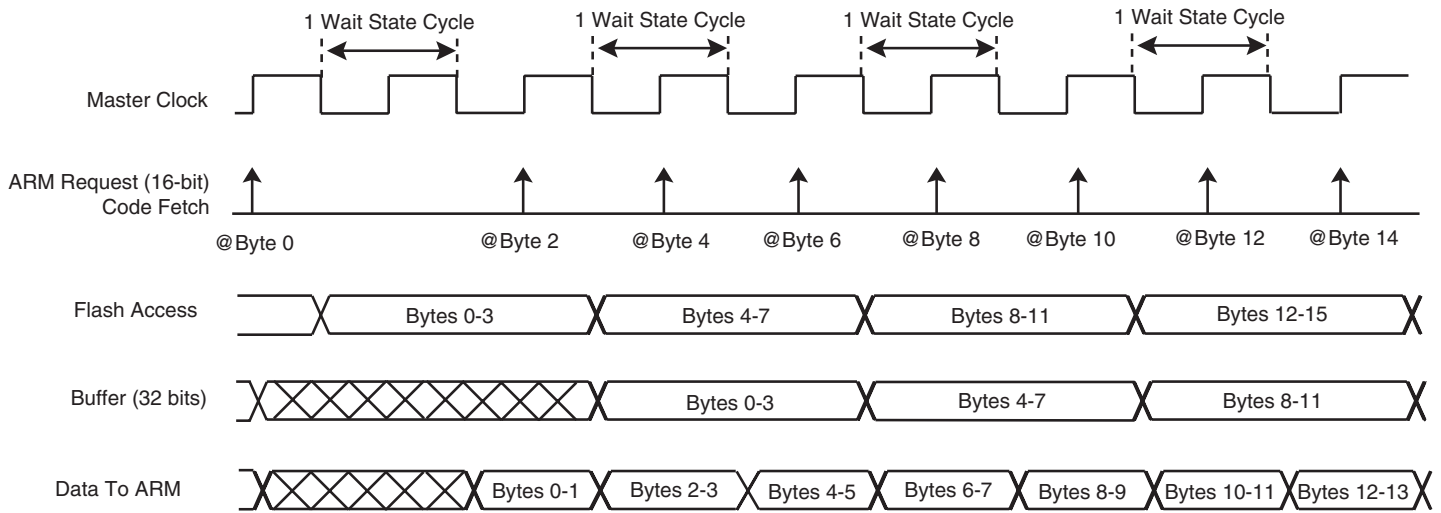 1 Wait State Cycle 1 Wait State Cycle 1 Wait State Cycle 1 Wait State Cycle
Master Clock
ARM Request (16-bit)
Code Fetch
@Byte 0 @Byte 2 @Byte 4 @Byte 6 @Byte 8 @Byte 10 @Byte 12 @Byte 14
Flash Access Bytes 0-3 Bytes 4-7 Bytes 8-11 Bytes 12-15
Buffer (32 bits) Bytes 0-3 Bytes 4-7 Bytes 8-11
Data To ARM Bytes 0-1 Bytes 2-3 Bytes 4-5 Bytes 6-7 Bytes 8-9 Bytes 10-11 Bytes 12-13